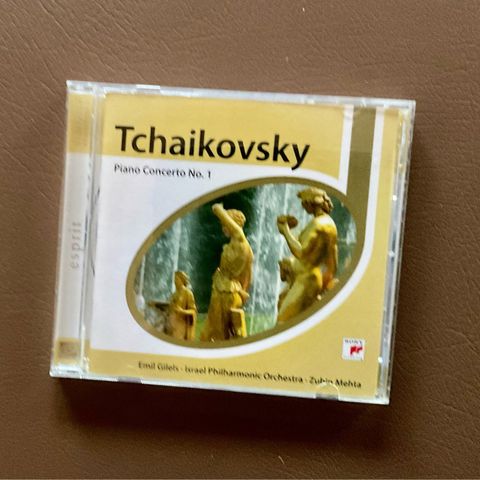 Tchaikovsky
Piano Concerto No. 1
esprit
SONY
Emil Gilels · Israel Philharmonic Orchestra · Zubin Mehta